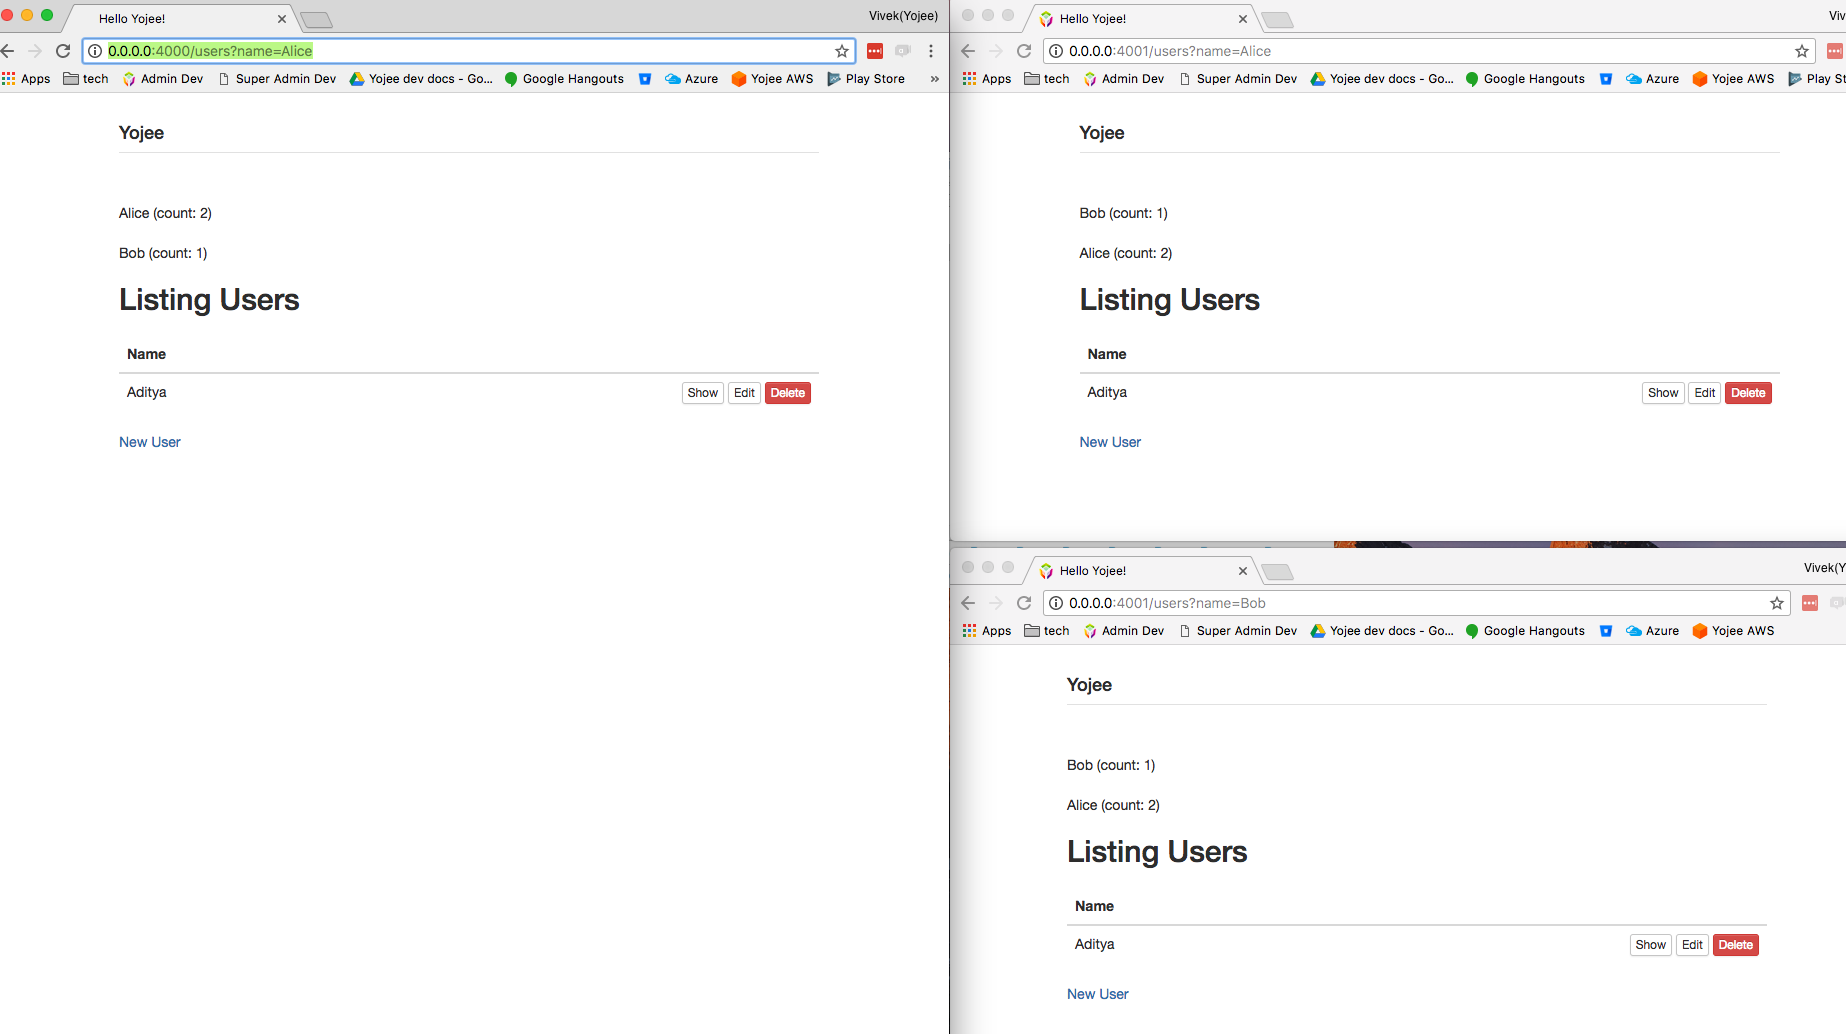 Hello Yojee!
Vivek(Yojee)
0.0.0.0:4000/users?name=Alice
Apps tech Admin Dev Super Admin Dev Yojee dev docs - Go... Google Hangouts Azure Yojee AWS Play Store »
Yojee
Alice (count: 2)
Bob (count: 1)
Listing Users
Name
Aditya Show Edit Delete
New User
Hello Yojee!
Viv
0.0.0.0:4001/users?name=Alice
Apps tech Admin Dev Super Admin Dev Yojee dev docs - Go... Google Hangouts Azure Yojee AWS Play St
Yojee
Bob (count: 1)
Alice (count: 2)
Listing Users
Name
Aditya Show Edit Delete
New User
Hello Yojee!
Vivek(Y
0.0.0.0:4001/users?name=Bob
Apps tech Admin Dev Super Admin Dev Yojee dev docs - Go... Google Hangouts Azure Yojee AWS
Yojee
Bob (count: 1)
Alice (count: 2)
Listing Users
Name
Aditya Show Edit Delete
New User